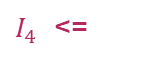 I₄ <=